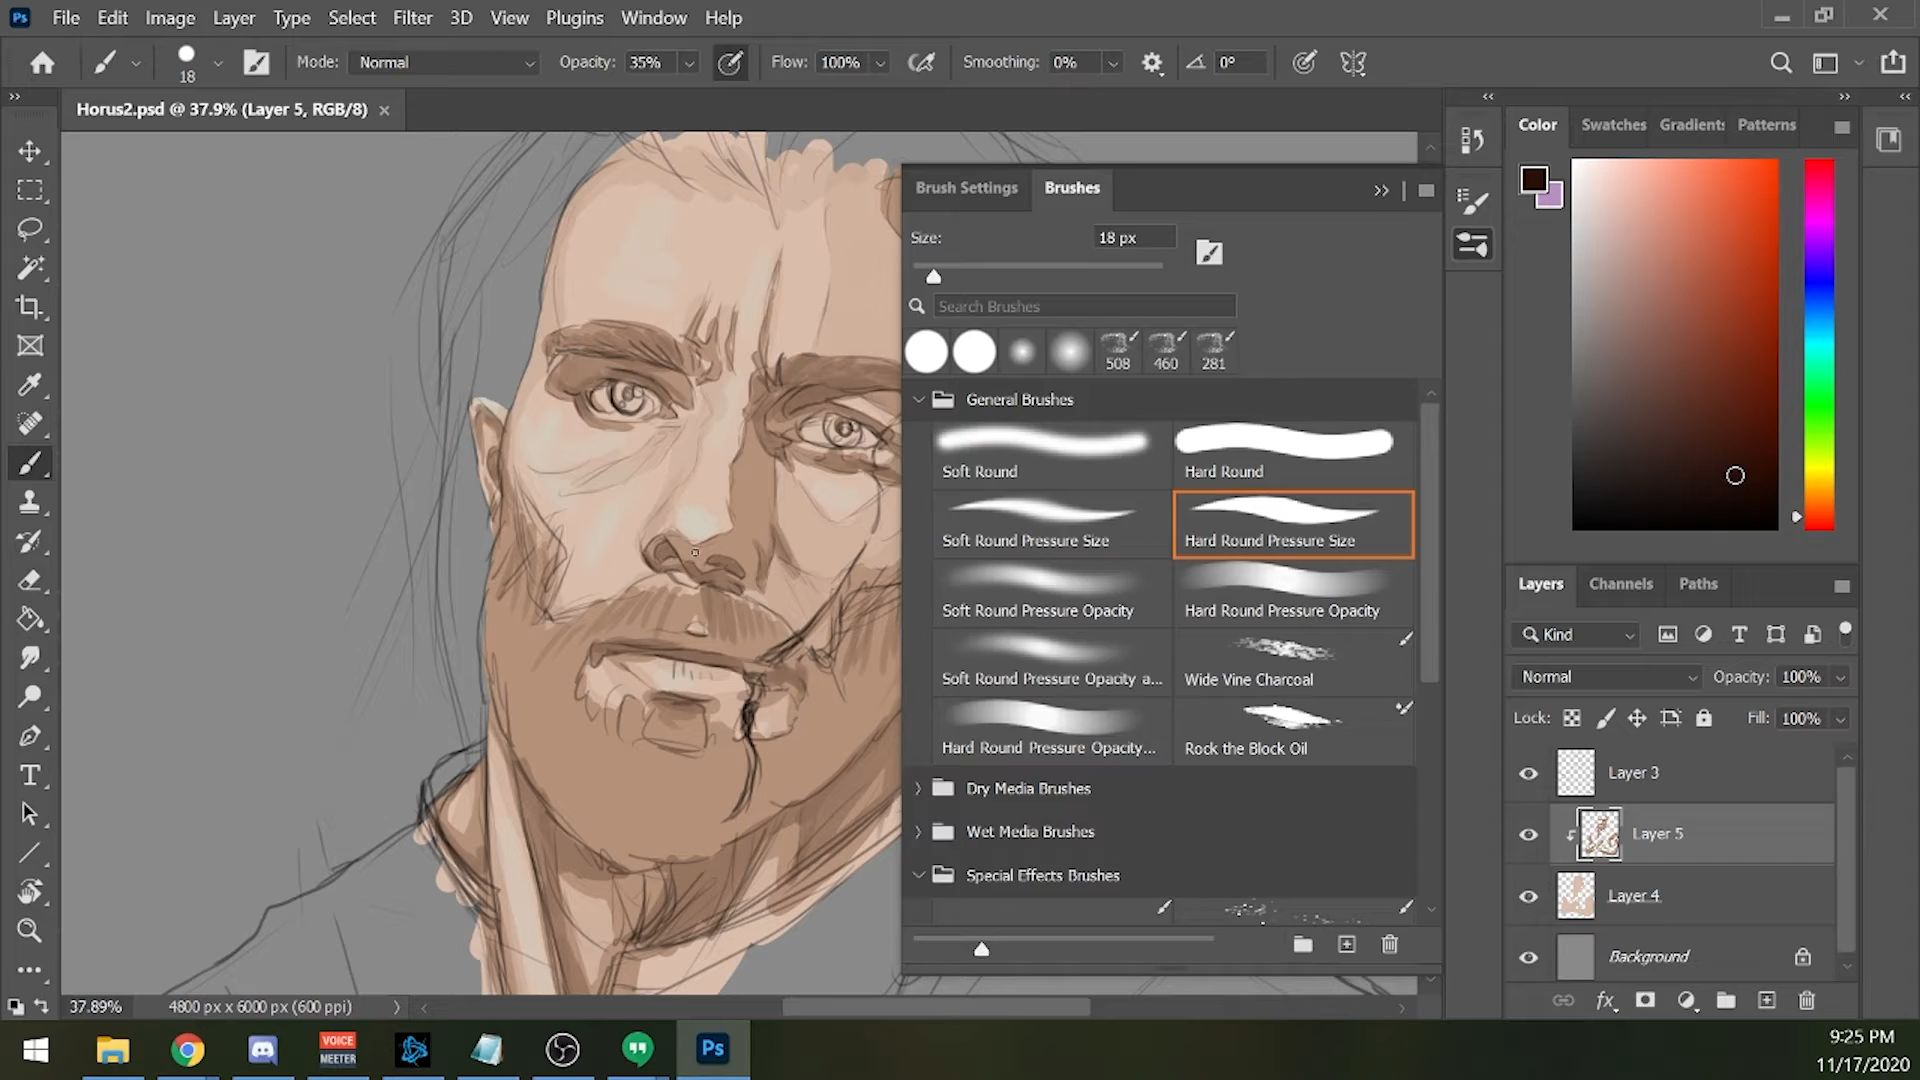 Ps File Edit Image Layer Type Select Filter 3D View Plugins Window Help
18 Mode: Normal Opacity: 35% Flow: 100% Smoothing: 0% 0°
Horus2.psd @ 37.9% (Layer 5, RGB/8)
Color Swatches Gradients Patterns
Brush Settings Brushes
Size: 18 px
Search Brushes
508 460 281
General Brushes
Soft Round Hard Round
Soft Round Pressure Size Hard Round Pressure Size
Soft Round Pressure Opacity Hard Round Pressure Opacity
Soft Round Pressure Opacity a... Wide Vine Charcoal
Hard Round Pressure Opacity... Rock the Block Oil
Dry Media Brushes
Wet Media Brushes
Special Effects Brushes
Layers Channels Paths
Kind
Normal Opacity: 100%
Lock: Fill: 100%
Layer 3
Layer 5
Layer 4
Background
fx
37.89% 4800 px x 6000 px (600 ppi)
VOICE
MEETER
Ps
9:25 PM
11/17/2020